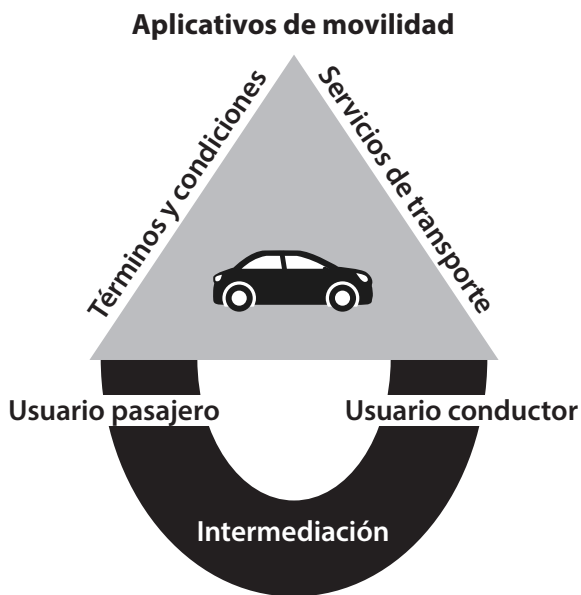 Aplicativos de movilidad
Términos y condiciones
Servicios de transporte
Usuario pasajero
Usuario conductor
Intermediación